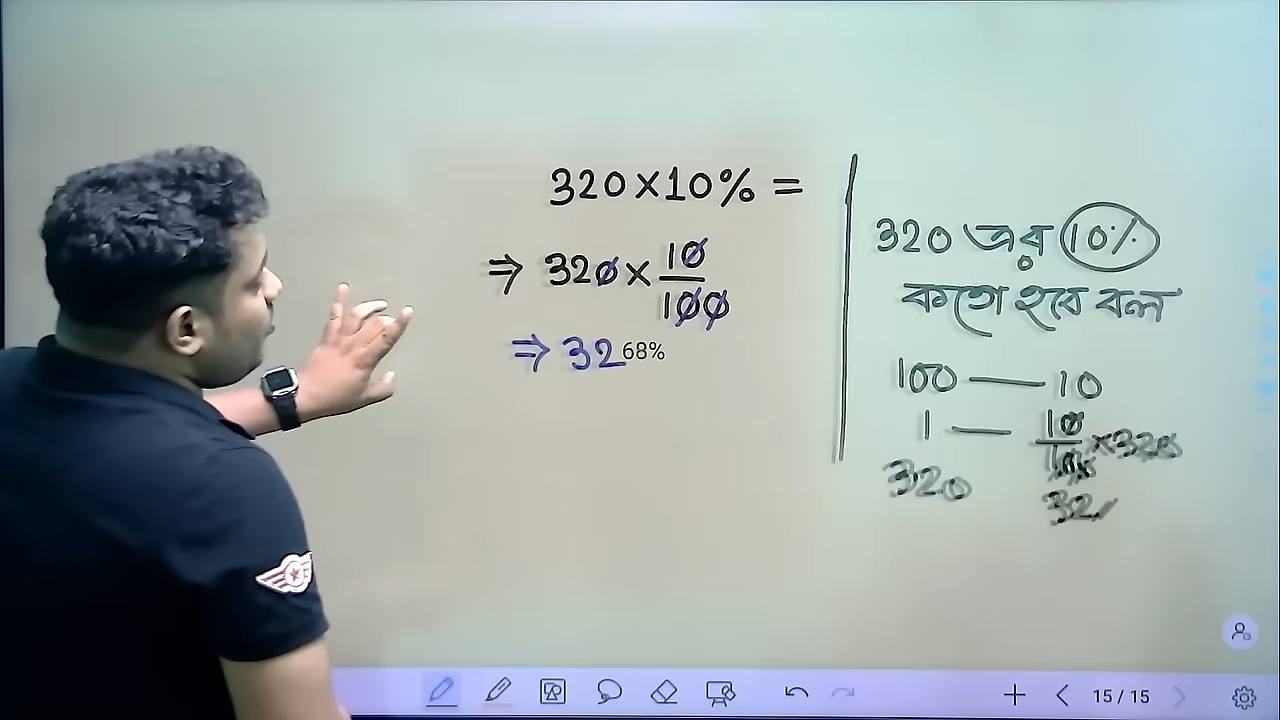 320×10% =
⇒ 320 × 10/100
⇒ 32
68%
320 এর 10%
কতো হবে বল
100 — 10
1 — 10/100 ×320
320 32
15 / 15